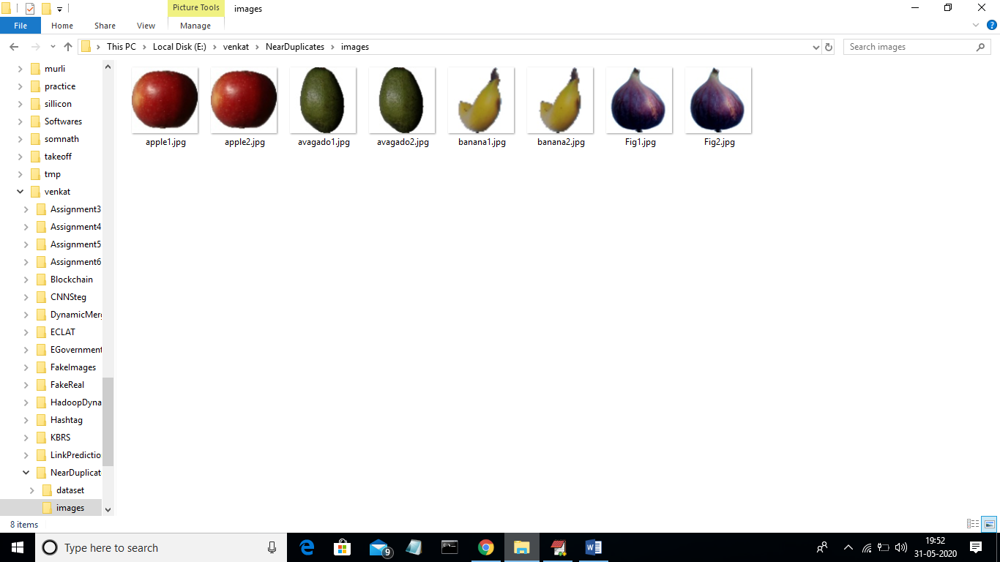 Picture Tools
images
File
Home
Share
View
Manage
This PC
Local Disk (E:)
venkat
NearDuplicates
images
Search images
murli
practice
sillicon
Softwares
somnath
takeoff
tmp
venkat
Assignment3
Assignment4
Assignment5
Assignment6
Blockchain
CNNSteg
DynamicMerg
ECLAT
EGovernment
FakeImages
FakeReal
HadoopDyna
Hashtag
KBRS
LinkPredictio
NearDuplicat
dataset
images
apple1.jpg
apple2.jpg
avagado1.jpg
avagado2.jpg
banana1.jpg
banana2.jpg
Fig1.jpg
Fig2.jpg
8 items
Type here to search
9
19:52
31-05-2020